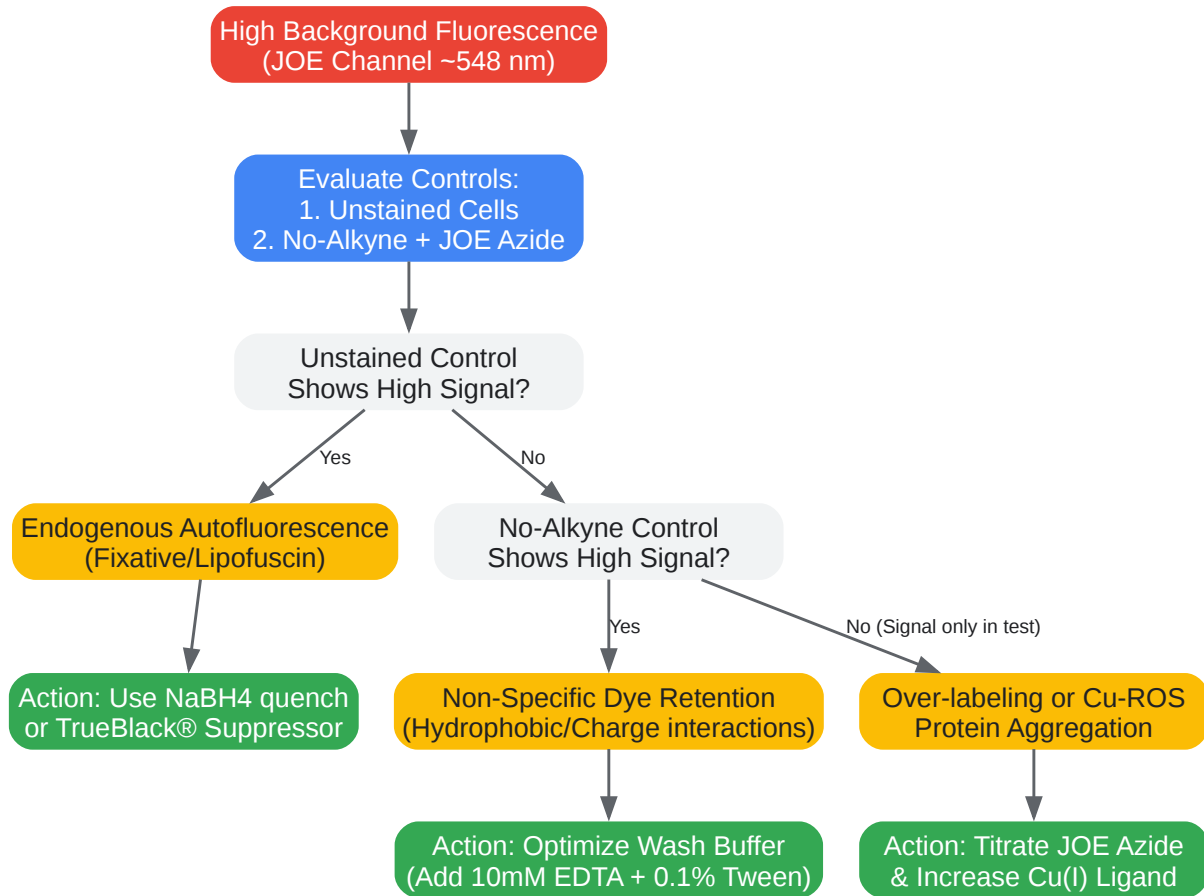 High Background Fluorescence
(JOE Channel ~548 nm)
Evaluate Controls:
1. Unstained Cells
2. No-Alkyne + JOE Azide
Unstained Control
Shows High Signal?
Yes
No
Endogenous Autofluorescence
(Fixative/Lipofuscin)
No-Alkyne Control
Shows High Signal?
Yes
No (Signal only in test)
Action: Use NaBH4 quench
or TrueBlack® Suppressor
Non-Specific Dye Retention
(Hydrophobic/Charge interactions)
Over-labeling or Cu-ROS
Protein Aggregation
Action: Optimize Wash Buffer
(Add 10mM EDTA + 0.1% Tween)
Action: Titrate JOE Azide
& Increase Cu(I) Ligand